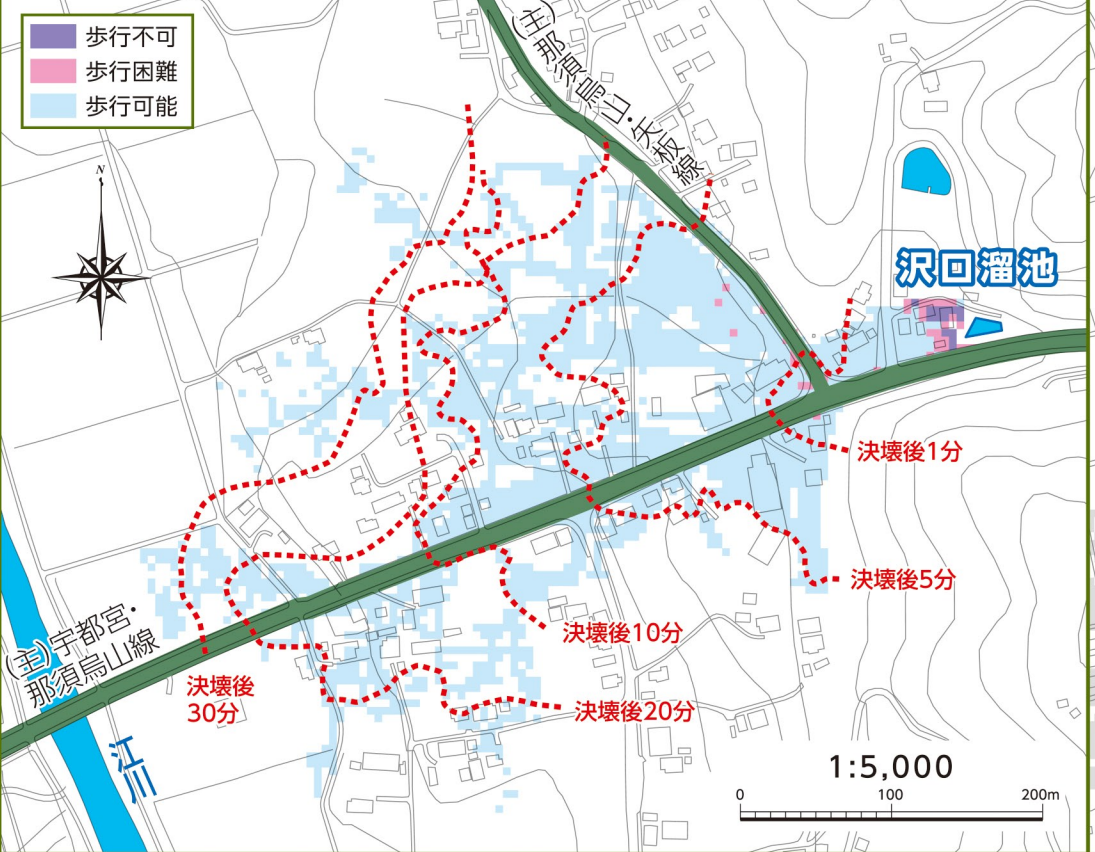 歩行不可
歩行困難
歩行可能
(主)那須烏山・矢板線
N
沢口溜池
決壊後1分
決壊後5分
決壊後10分
決壊後20分
決壊後
30分
(主)宇都宮・
那須烏山線
江川
1:5,000
0 100 200m